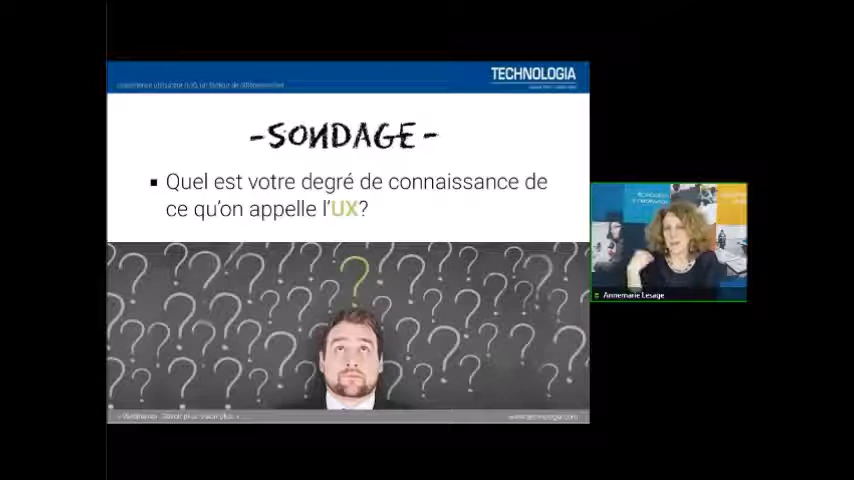 TECHNOLOGIA
-SONDAGE-
▪ Quel est votre degré de connaissance de
ce qu'on appelle l'UX?
Annemarie Lesage